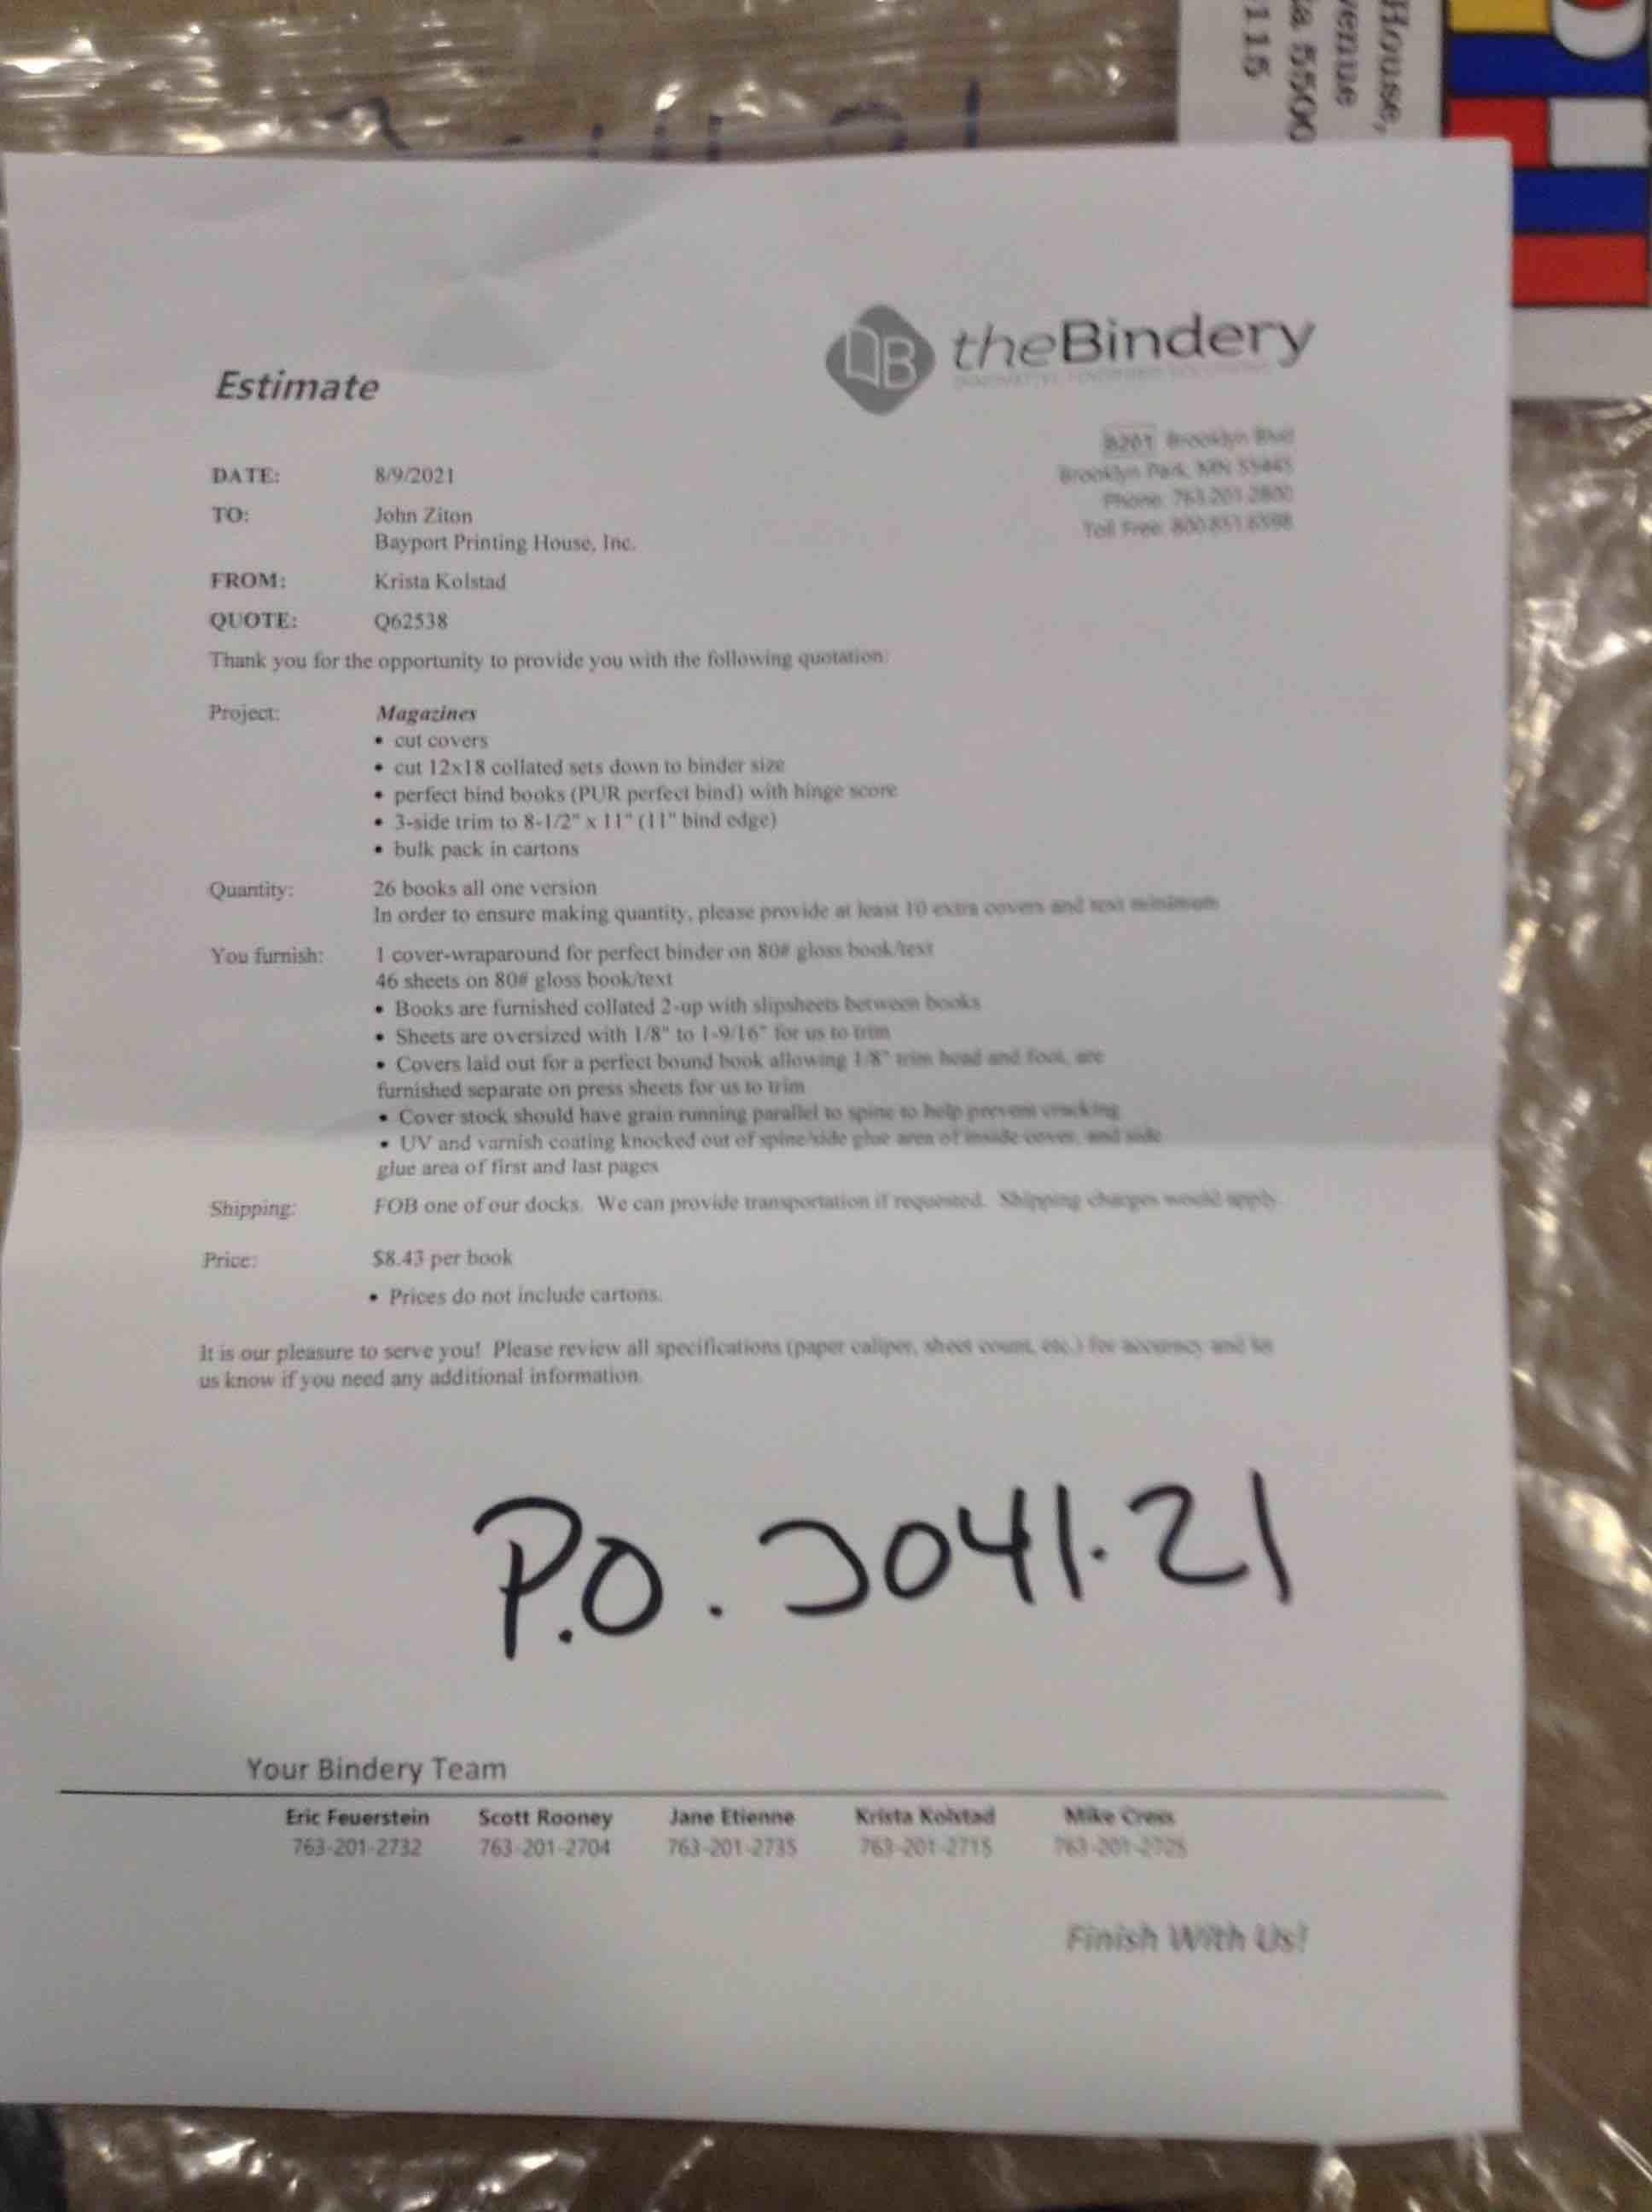 House,
venue
ta 5500
1115
theBindery
Estimate
8201 Brooklyn Blvd
Brooklyn Park, MN 55445
Phone: 763.201.2800
Toll Free: 800.851.6598
DATE: 8/9/2021
TO: John Ziton
Bayport Printing House, Inc.
FROM: Krista Kolstad
QUOTE: Q62538
Thank you for the opportunity to provide you with the following quotation:
Project: Magazines
• cut covers
• cut 12x18 collated sets down to binder size
• perfect bind books (PUR perfect bind) with hinge score
• 3-side trim to 8-1/2" x 11" (11" bind edge)
• bulk pack in cartons
Quantity: 26 books all one version
In order to ensure making quantity, please provide at least 10 extra covers and text minimum
You furnish: 1 cover-wraparound for perfect binder on 80# gloss book/text
46 sheets on 80# gloss book/text
• Books are furnished collated 2-up with slipsheets between books
• Sheets are oversized with 1/8" to 1-9/16" for us to trim
• Covers laid out for a perfect bound book allowing 1/8" trim head and foot, are
furnished separate on press sheets for us to trim
• Cover stock should have grain running parallel to spine to help prevent cracking
• UV and varnish coating knocked out of spine/side glue area of inside cover, and side
glue area of first and last pages
Shipping: FOB one of our docks. We can provide transportation if requested. Shipping charges would apply.
Price: $8.43 per book
• Prices do not include cartons.
It is our pleasure to serve you! Please review all specifications (paper caliper, sheet count, etc.) for accuracy and let
us know if you need any additional information.
P.O. 3041.21
Your Bindery Team
Eric Feuerstein Scott Rooney Jane Etienne Krista Kolstad Mike
763-201-2732 763-201-2704 763-201-2735 763-201-2715
Finish With Us!